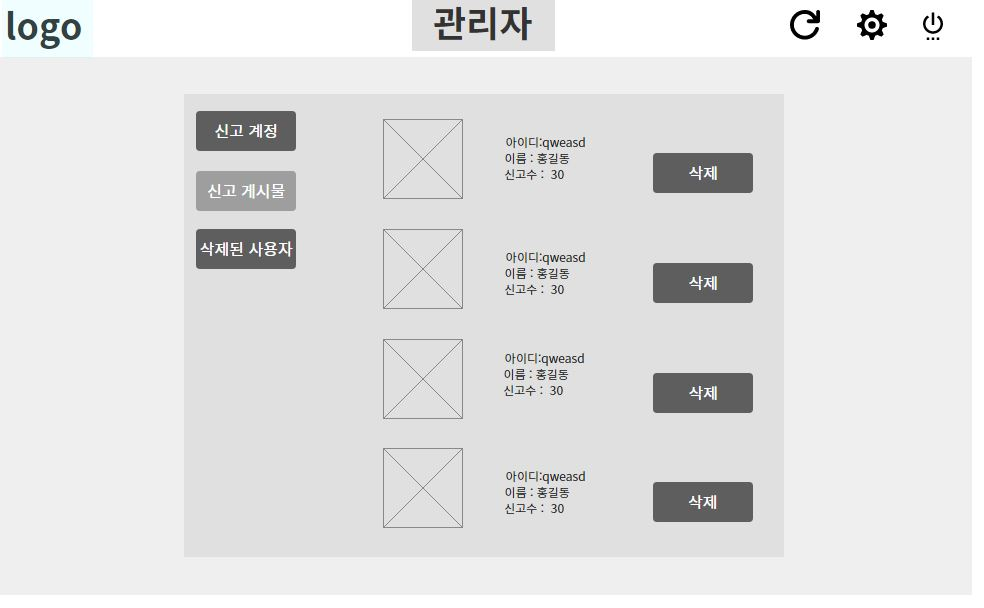 logo
관리자
신고 계정
신고 게시물
삭제된 사용자
아이디:qweasd
이름 : 홍길동
신고수 : 30
삭제
아이디:qweasd
이름 : 홍길동
신고수 : 30
삭제
아이디:qweasd
이름 : 홍길동
신고수 : 30
삭제
아이디:qweasd
이름 : 홍길동
신고수 : 30
삭제